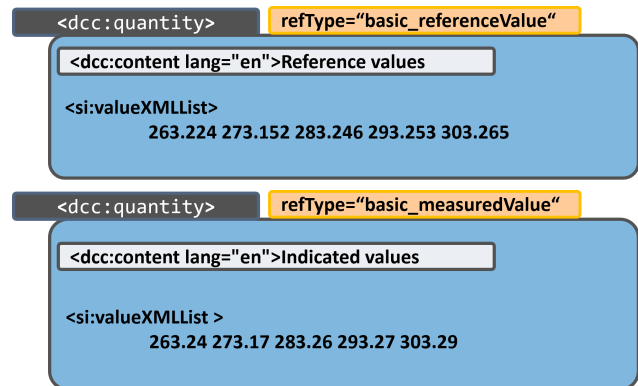 <dcc:quantity> refType=“basic_referenceValue“
<dcc:content lang="en">Reference values
<si:valueXMLList>
263.224 273.152 283.246 293.253 303.265
<dcc:quantity> refType=“basic_measuredValue“
<dcc:content lang="en">Indicated values
<si:valueXMLList >
263.24 273.17 283.26 293.27 303.29